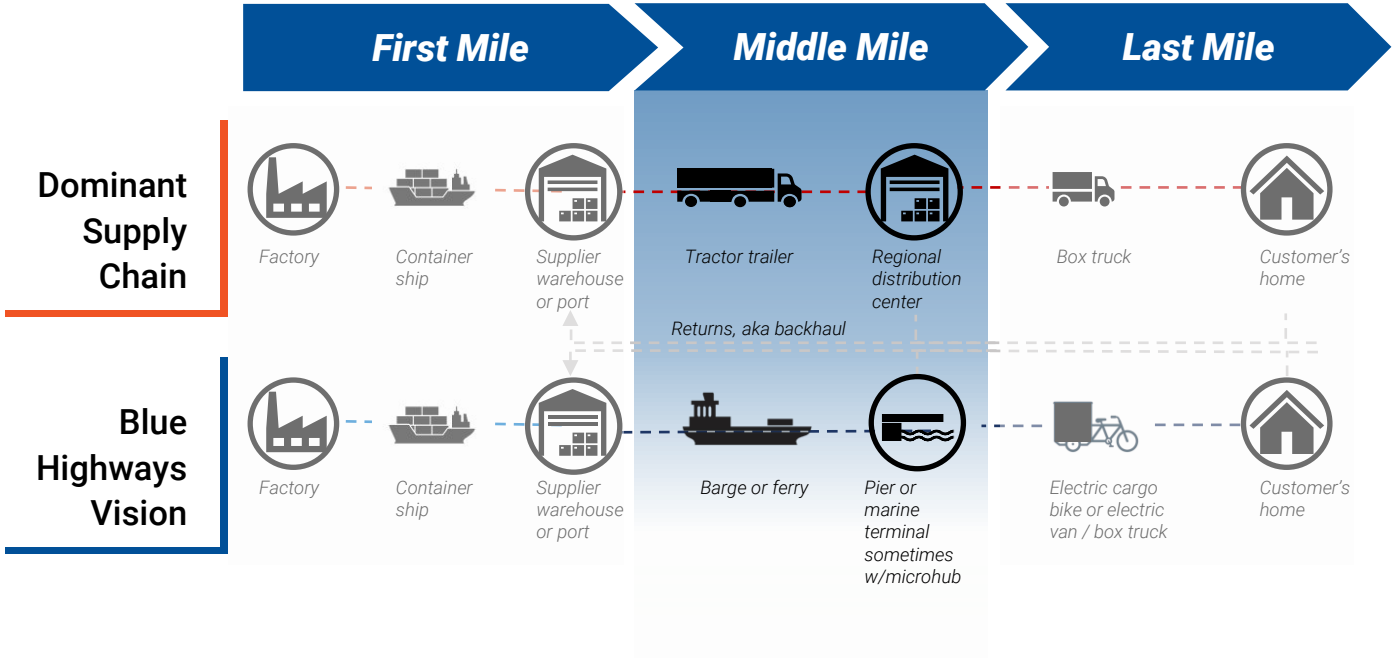 First Mile
Middle Mile
Last Mile
Dominant
Supply
Chain
Factory
Container
ship
Supplier
warehouse
or port
Tractor trailer
Regional
distribution
center
Box truck
Customer's
home
Returns, aka backhaul
Blue
Highways
Vision
Factory
Container
ship
Supplier
warehouse
or port
Barge or ferry
Pier or
marine
terminal
sometimes
w/microhub
Electric cargo
bike or electric
van / box truck
Customer's
home